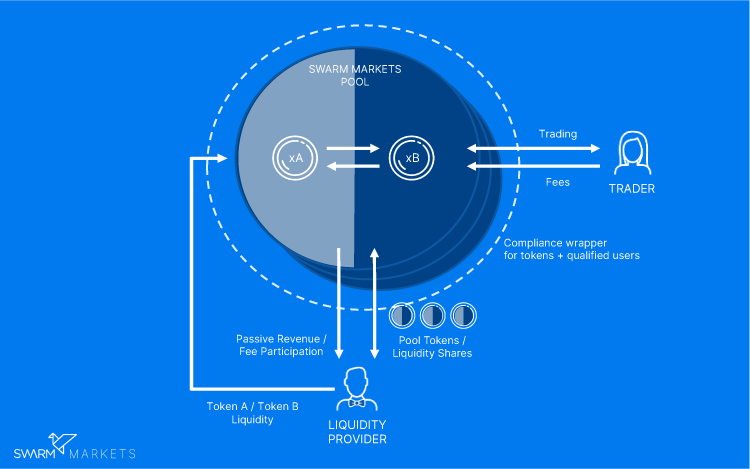 SWARM MARKETS
POOL
xA
xB
Trading
Fees
TRADER
Compliance wrapper
for tokens + qualified users
Passive Revenue /
Fee Participation
Pool Tokens /
Liquidity Shares
Token A / Token B
Liquidity
LIQUIDITY
PROVIDER
SWARM MARKETS